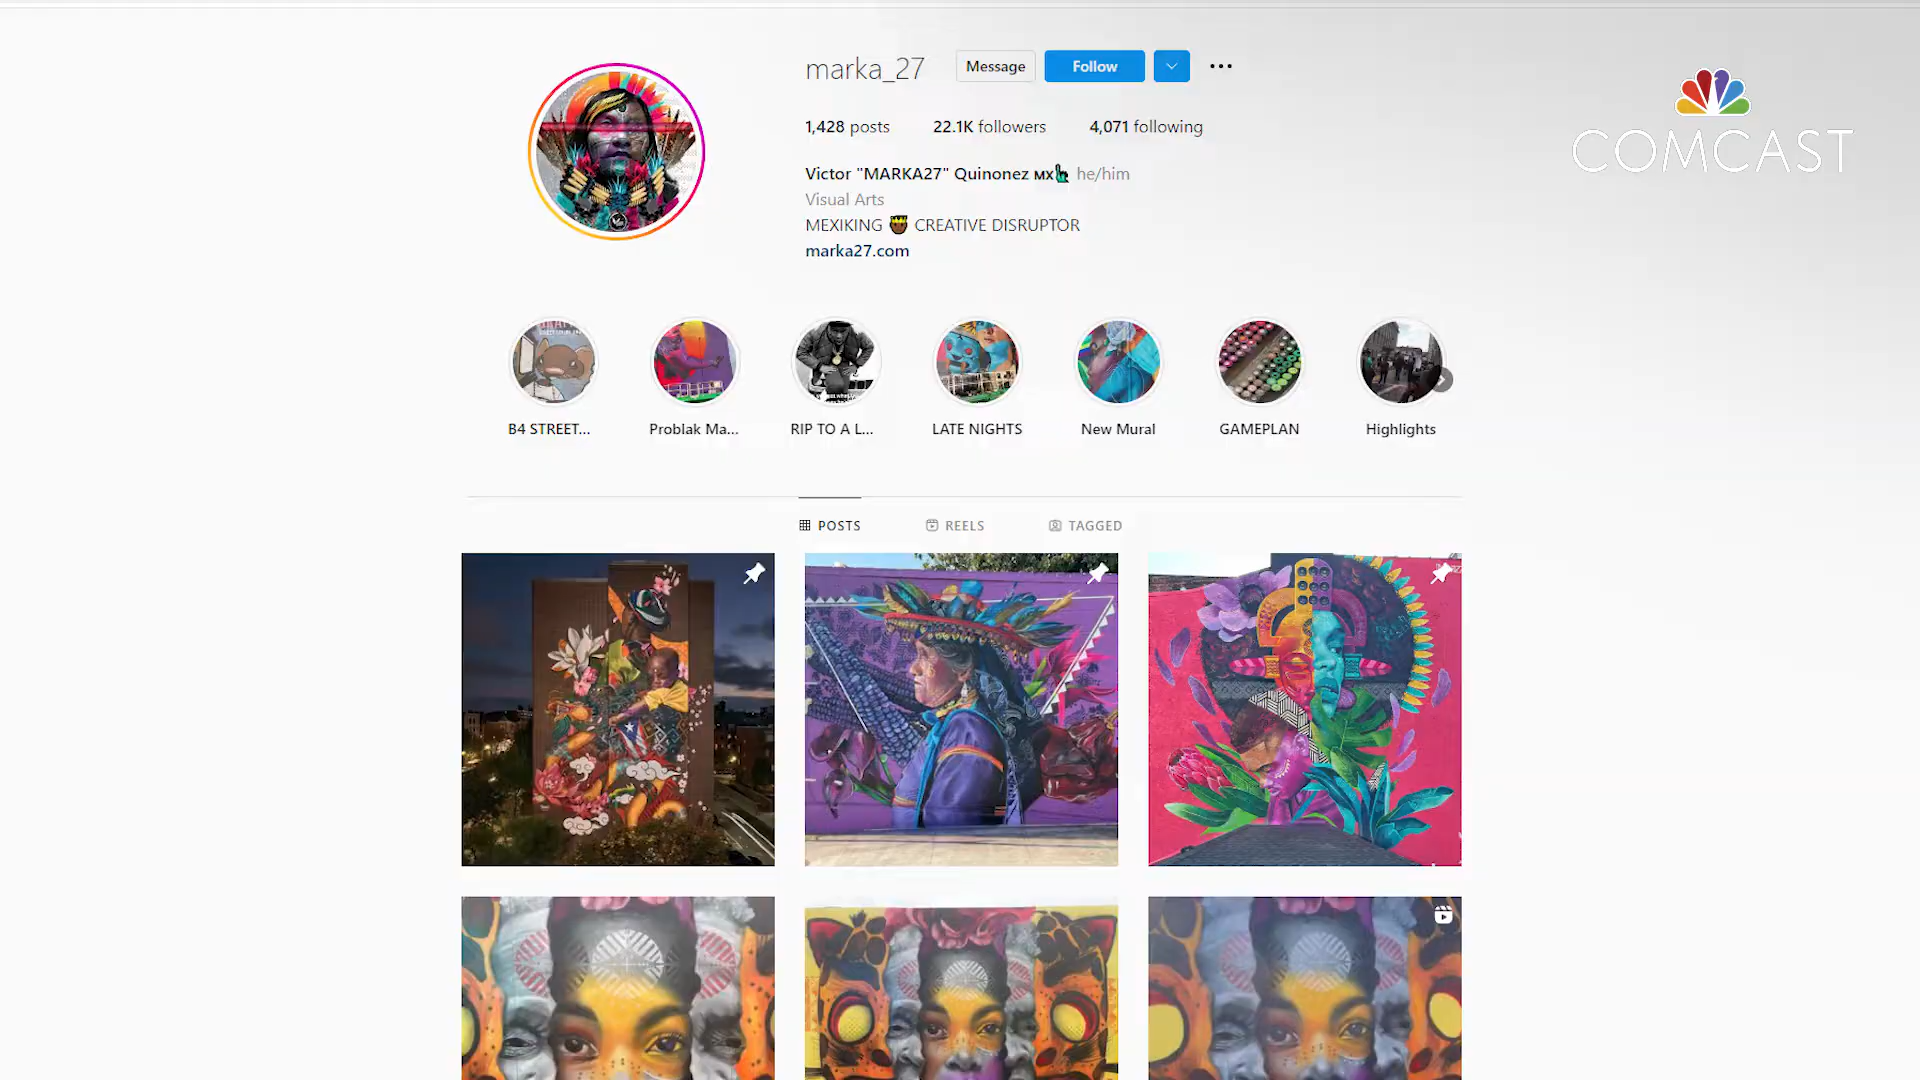 marka_27 Message Follow
COMCAST
1,428 posts 22.1K followers 4,071 following
Victor "MARKA27" Quinonez MX he/him
Visual Arts
MEXIKING CREATIVE DISRUPTOR
marka27.com
B4 STREET... Problak Ma... RIP TO A L... LATE NIGHTS New Mural GAMEPLAN Highlights
POSTS REELS TAGGED